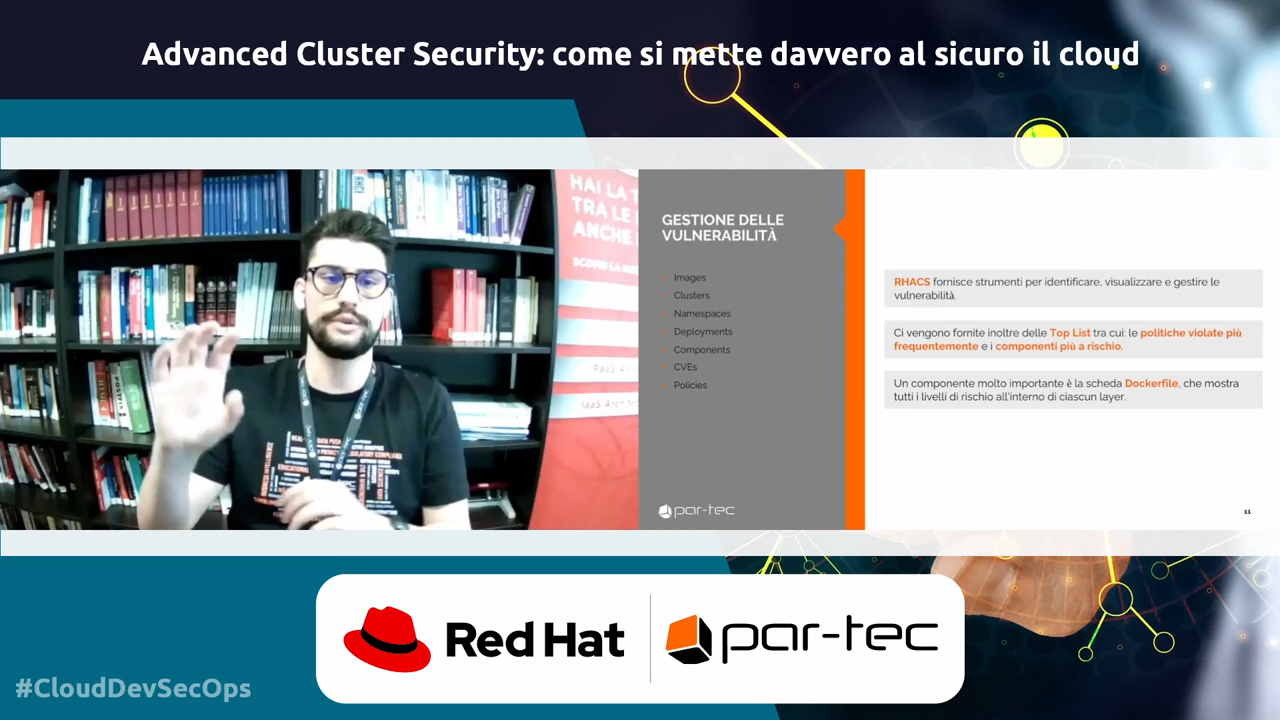 Advanced Cluster Security: come si mette davvero al sicuro il cloud
HAI LA
TRA LE
ANCHE
GESTIONE DELLE
VULNERABILITÀ
Images
Clusters
Namespaces
Deployments
Components
CVEs
Policies
par-tec
RHACS fornisce strumenti per identificare, visualizzare e gestire le
vulnerabilità.
Ci vengono fornite inoltre delle Top List tra cui: le politiche violate più
frequentemente e i componenti più a rischio.
Un componente molto importante è la scheda Dockerfile, che mostra
tutti i livelli di rischio all'interno di ciascun layer.
11
Red Hat
par-tec
#CloudDevSecOps